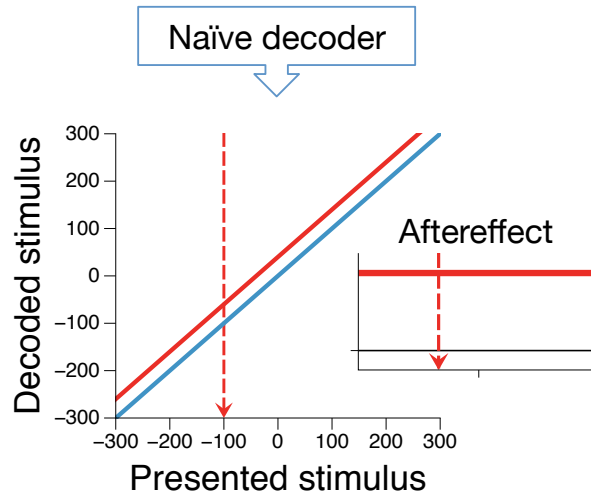 Naïve decoder
300
200
100
0
−100
−200
−300
Decoded stimulus
−300 −200 −100 0 100 200 300
Presented stimulus
Aftereffect